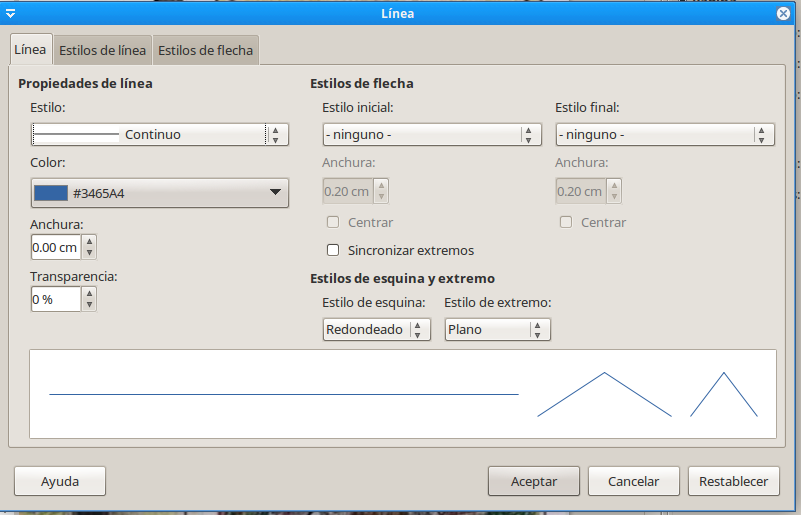 Línea
Línea
Estilos de línea
Estilos de flecha
Propiedades de línea
Estilo:
Continuo
Color:
#3465A4
Anchura:
0.00 cm
Transparencia:
0 %
Estilos de flecha
Estilo inicial:
Estilo final:
- ninguno -
- ninguno -
Anchura:
Anchura:
0.20 cm
0.20 cm
Centrar
Centrar
Sincronizar extremos
Estilos de esquina y extremo
Estilo de esquina:
Estilo de extremo:
Redondeado
Plano
Ayuda
Aceptar
Cancelar
Restablecer